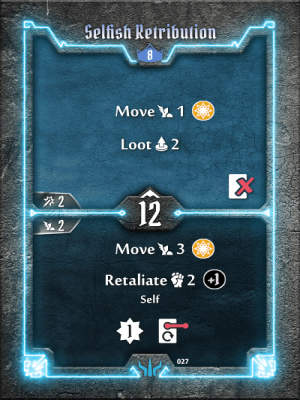 Selfish Retribution
8
Move 1
Loot 2
2
12
2
Move 3
Retaliate 2 +1
Self
1
027